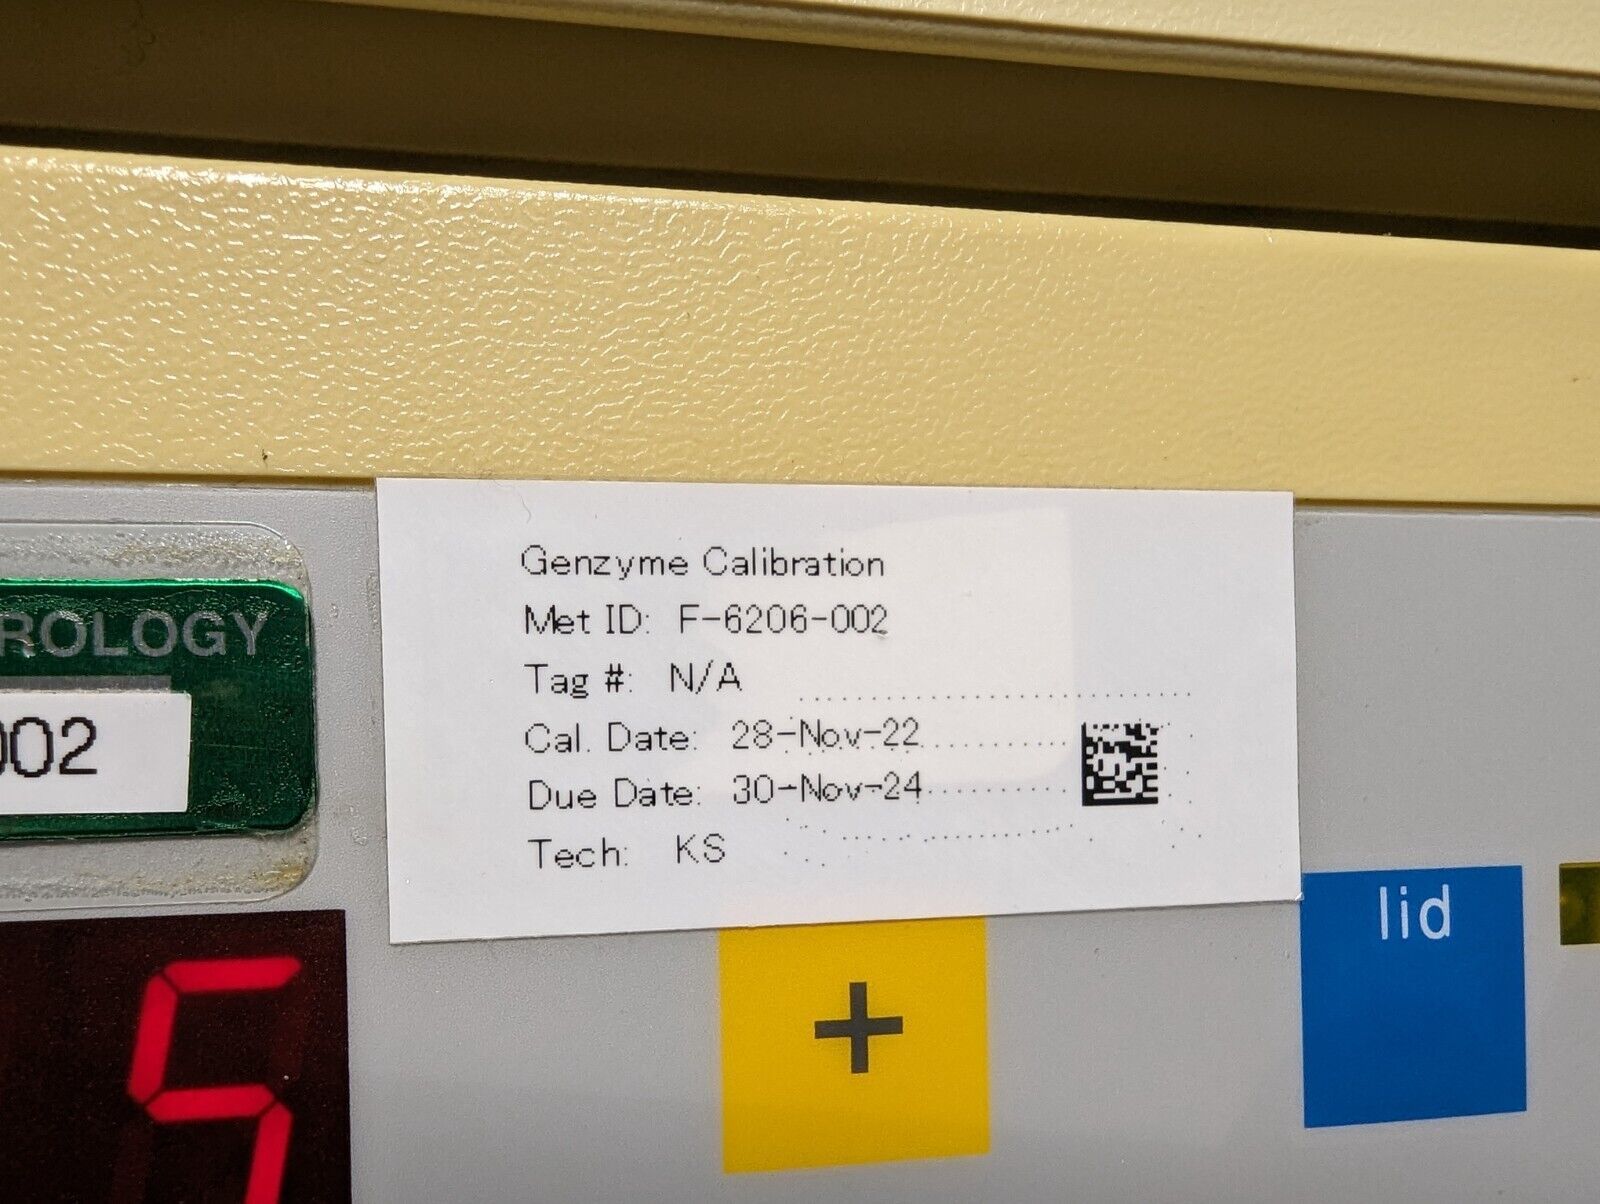 Genzyme Calibration
Met ID: F-6206-002
Tag #: N/A
Cal. Date: 28-Nov-22
Due Date: 30-Nov-24
Tech: KS
ROLOGY
002
5
+
lid